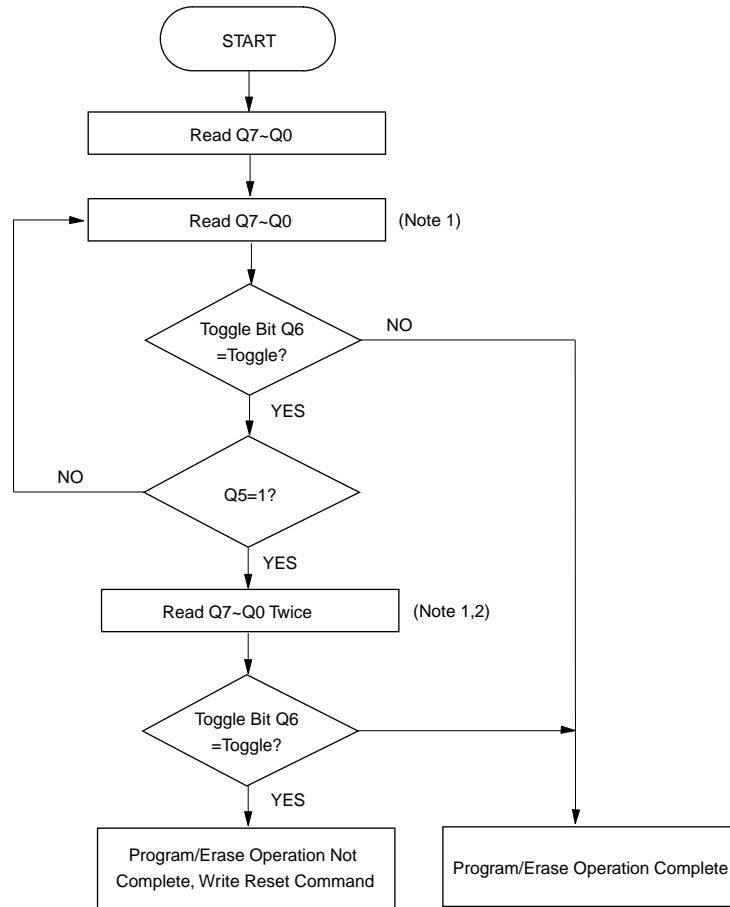 START
Read Q7~Q0
Read Q7~Q0
(Note 1)
Toggle Bit Q6
=Toggle?
NO
YES
NO
Q5=1?
YES
Read Q7~Q0 Twice
(Note 1,2)
Toggle Bit Q6
=Toggle?
YES
Program/Erase Operation Not
Complete, Write Reset Command
Program/Erase Operation Complete